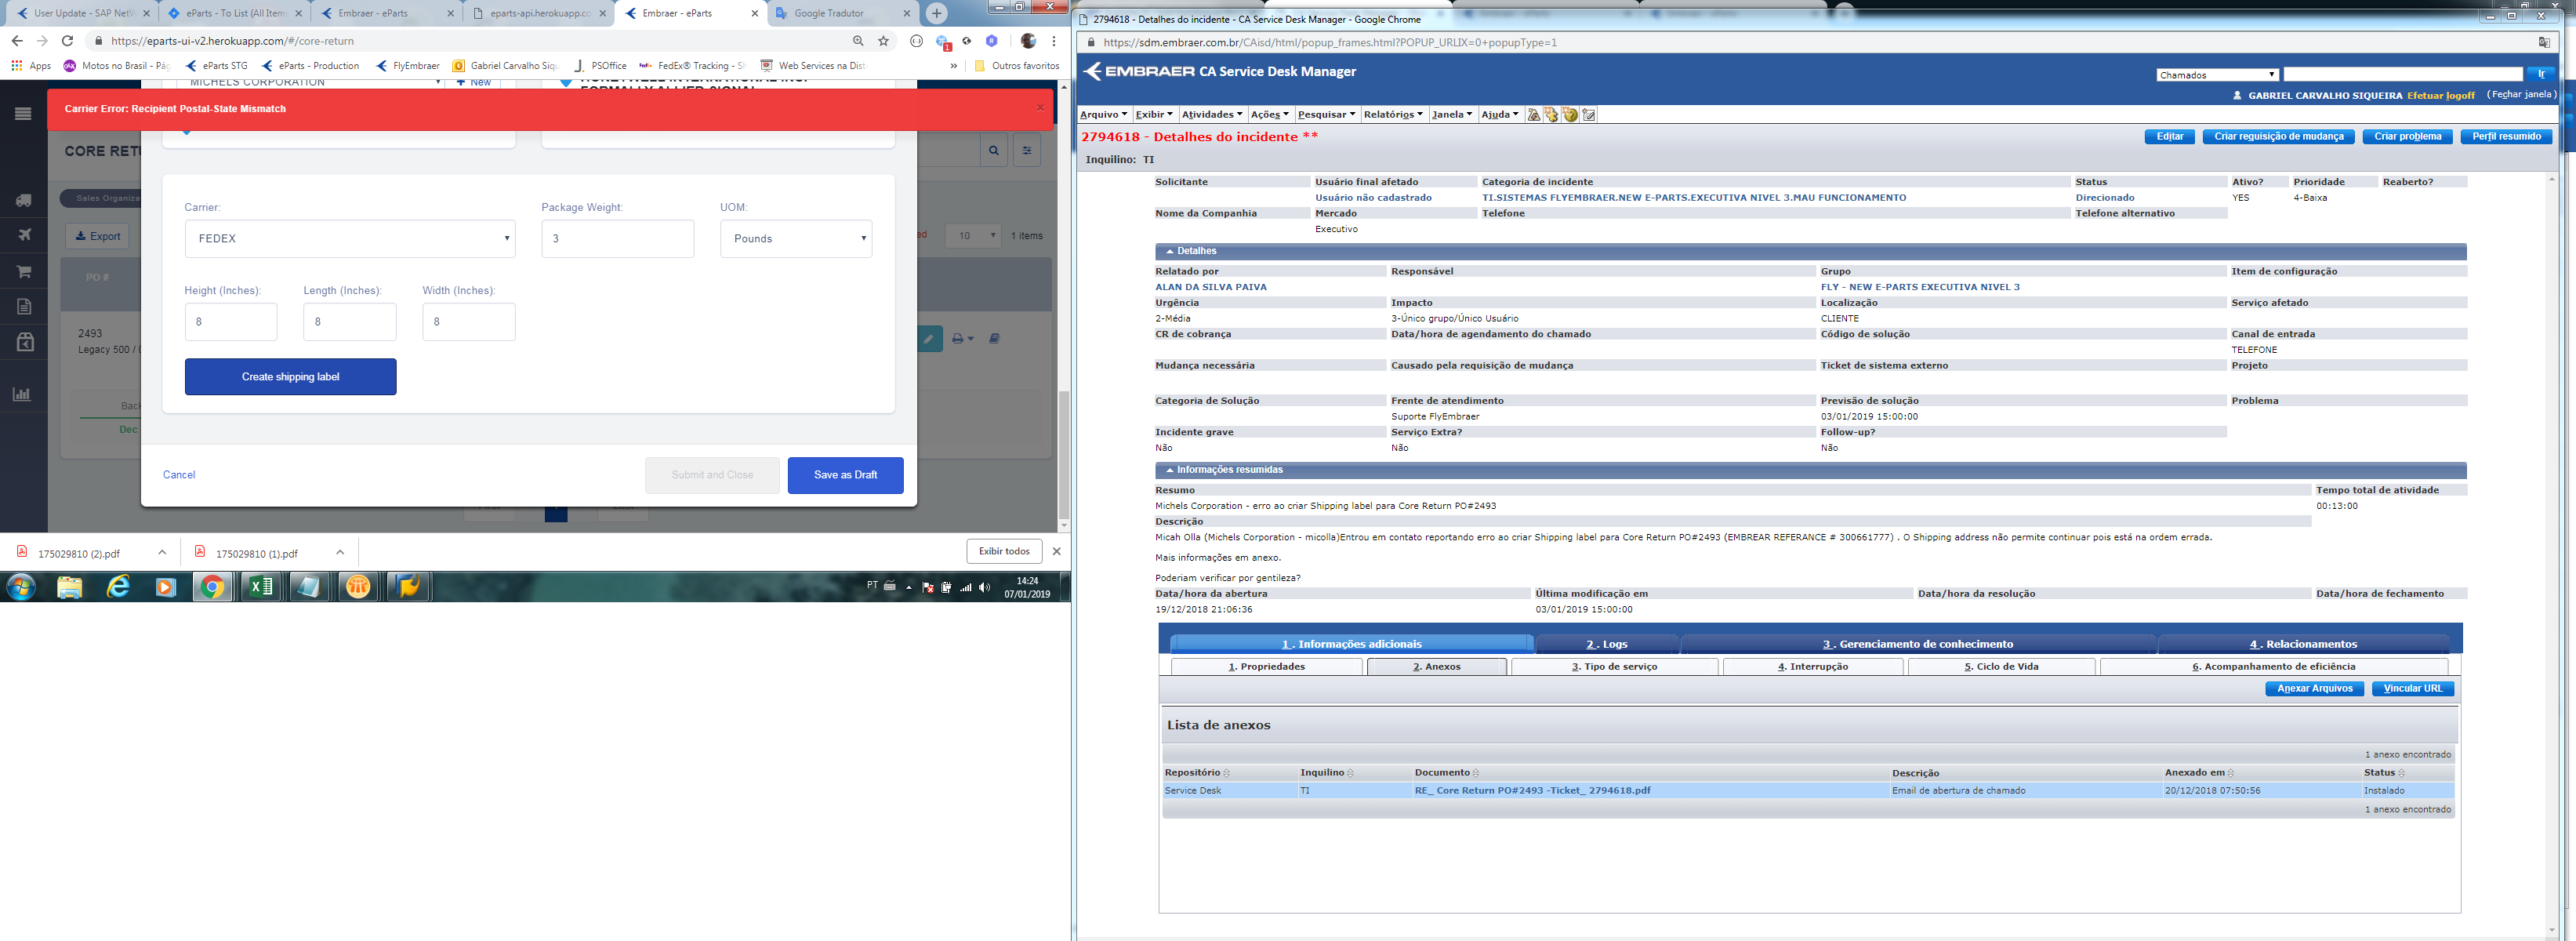 User Update - SAP NetW
eParts - To List (All Item
Embraer - eParts
eparts-api.herokuapp.co
Embraer - eParts
Google Tradutor
https://eparts-ui-v2.herokuapp.com/#/core-return
Apps
Motos no Brasil - Pág
eParts STG
eParts - Production
FlyEmbraer
Gabriel Carvalho Siqu
PSOffice
FedEx® Tracking - S
Web Services na Dist
»
Outros favoritos
MICHELS CORPORATION
+ New
Carrier Error: Recipient Postal-State Mismatch
CORE RETU
Sales Organiza
Export
10
1 items
PO #
2493
Legacy 500 / (
Back
Dec
Carrier:
Package Weight:
UOM:
FEDEX
3
Pounds
Height (Inches):
Length (Inches):
Width (Inches):
8
8
8
Create shipping label
Cancel
Submit and Close
Save as Draft
175029810 (2).pdf
175029810 (1).pdf
Exibir todos
PT
14:24
07/01/2019
2794618 - Detalhes do incidente - CA Service Desk Manager - Google Chrome
https://sdm.embraer.com.br/CAisd/html/popup_frames.html?POPUP_URLIX=0+popupType=1
EMBRAER CA Service Desk Manager
Chamados
Ir
GABRIEL CARVALHO SIQUEIRA Efetuar logoff (Fechar janela)
Arquivo Exibir Atividades Ações Pesquisar Relatórios Janela Ajuda
2794618 - Detalhes do incidente **
Editar
Criar requisição de mudança
Criar problema
Perfil resumido
Inquilino: TI
Solicitante
Usuário final afetado
Categoria de incidente
Status
Ativo?
Prioridade
Reaberto?
Usuário não cadastrado
TI.SISTEMAS FLYEMBRAER.NEW E-PARTS.EXECUTIVA NIVEL 3.MAU FUNCIONAMENTO
Direcionado
YES
4-Baixa
Nome da Companhia
Mercado
Telefone
Telefone alternativo
Executivo
Detalhes
Relatado por
Responsável
Grupo
Item de configuração
ALAN DA SILVA PAIVA
FLY - NEW E-PARTS EXECUTIVA NIVEL 3
Urgência
Impacto
Localização
Serviço afetado
2-Média
3-Único grupo/Único Usuário
CLIENTE
CR de cobrança
Data/hora de agendamento do chamado
Código de solução
Canal de entrada
TELEFONE
Mudança necessária
Causado pela requisição de mudança
Ticket de sistema externo
Projeto
Categoria de Solução
Frente de atendimento
Previsão de solução
Problema
Suporte FlyEmbraer
03/01/2019 15:00:00
Incidente grave
Serviço Extra?
Follow-up?
Não
Não
Não
Informações resumidas
Resumo
Tempo total de atividade
Michels Corporation - erro ao criar Shipping label para Core Return PO#2493
00:13:00
Descrição
Micah Olla (Michels Corporation - micolla)Entrou em contato reportando erro ao criar Shipping label para Core Return PO#2493 (EMBREAR REFERANCE # 300661777) . O Shipping address não permite continuar pois está na ordem errada.
Mais informações em anexo.
Poderiam verificar por gentileza?
Data/hora da abertura
Última modificação em
Data/hora da resolução
Data/hora de fechamento
19/12/2018 21:06:36
03/01/2019 15:00:00
1 . Informações adicionais
2 . Logs
3 . Gerenciamento de conhecimento
4 . Relacionamentos
1. Propriedades
2. Anexos
3. Tipo de serviço
4. Interrupção
5. Ciclo de Vida
6. Acompanhamento de eficiência
Anexar Arquivos
Vincular URL
Lista de anexos
1 anexo encontrado
Repositório
Inquilino
Documento
Descrição
Anexado em
Status
Service Desk
TI
RE_ Core Return PO#2493 -Ticket_ 2794618.pdf
Email de abertura de chamado
20/12/2018 07:50:56
Instalado
1 anexo encontrado